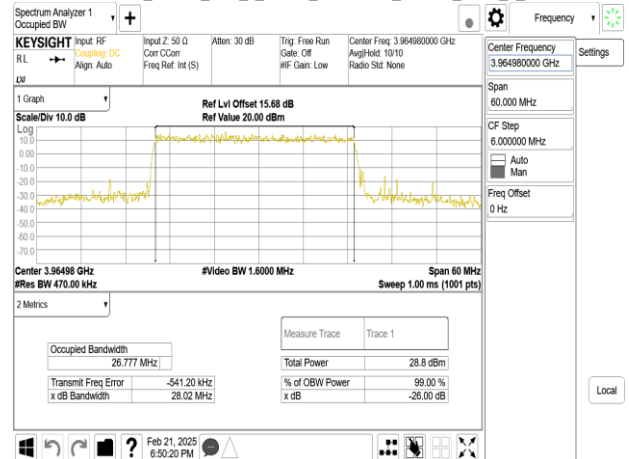 Spectrum Analyzer 1
Occupied BW
Frequency
KEYSIGHT
Input: RF
Coupling: DC
Align: Auto
Input Z: 50 Ω
Corr CCorr
Freq Ref: Int (S)
Atten: 30 dB
Trig: Free Run
Gate: Off
#IF Gain: Low
Center Freq: 3.964980000 GHz
Avg|Hold: 10/10
Radio Std: None
RL
LXI
Center Frequency
3.964980000 GHz
Settings
Span
60.000 MHz
CF Step
6.000000 MHz
Auto
Man
Freq Offset
0 Hz
1 Graph
Scale/Div 10.0 dB
Ref Lvl Offset 15.68 dB
Ref Value 20.00 dBm
Log
10.0
0.00
-10.0
-20.0
-30.0
-40.0
-50.0
-60.0
-70.0
Center 3.96498 GHz
#Res BW 470.00 kHz
#Video BW 1.6000 MHz
Span 60 MHz
Sweep 1.00 ms (1001 pts)
2 Metrics
Measure Trace Trace 1
Occupied Bandwidth
26.777 MHz
Total Power 28.8 dBm
Transmit Freq Error -541.20 kHz
% of OBW Power 99.00 %
x dB Bandwidth 28.02 MHz
x dB -26.00 dB
Local
Feb 21, 2025
6:50:20 PM